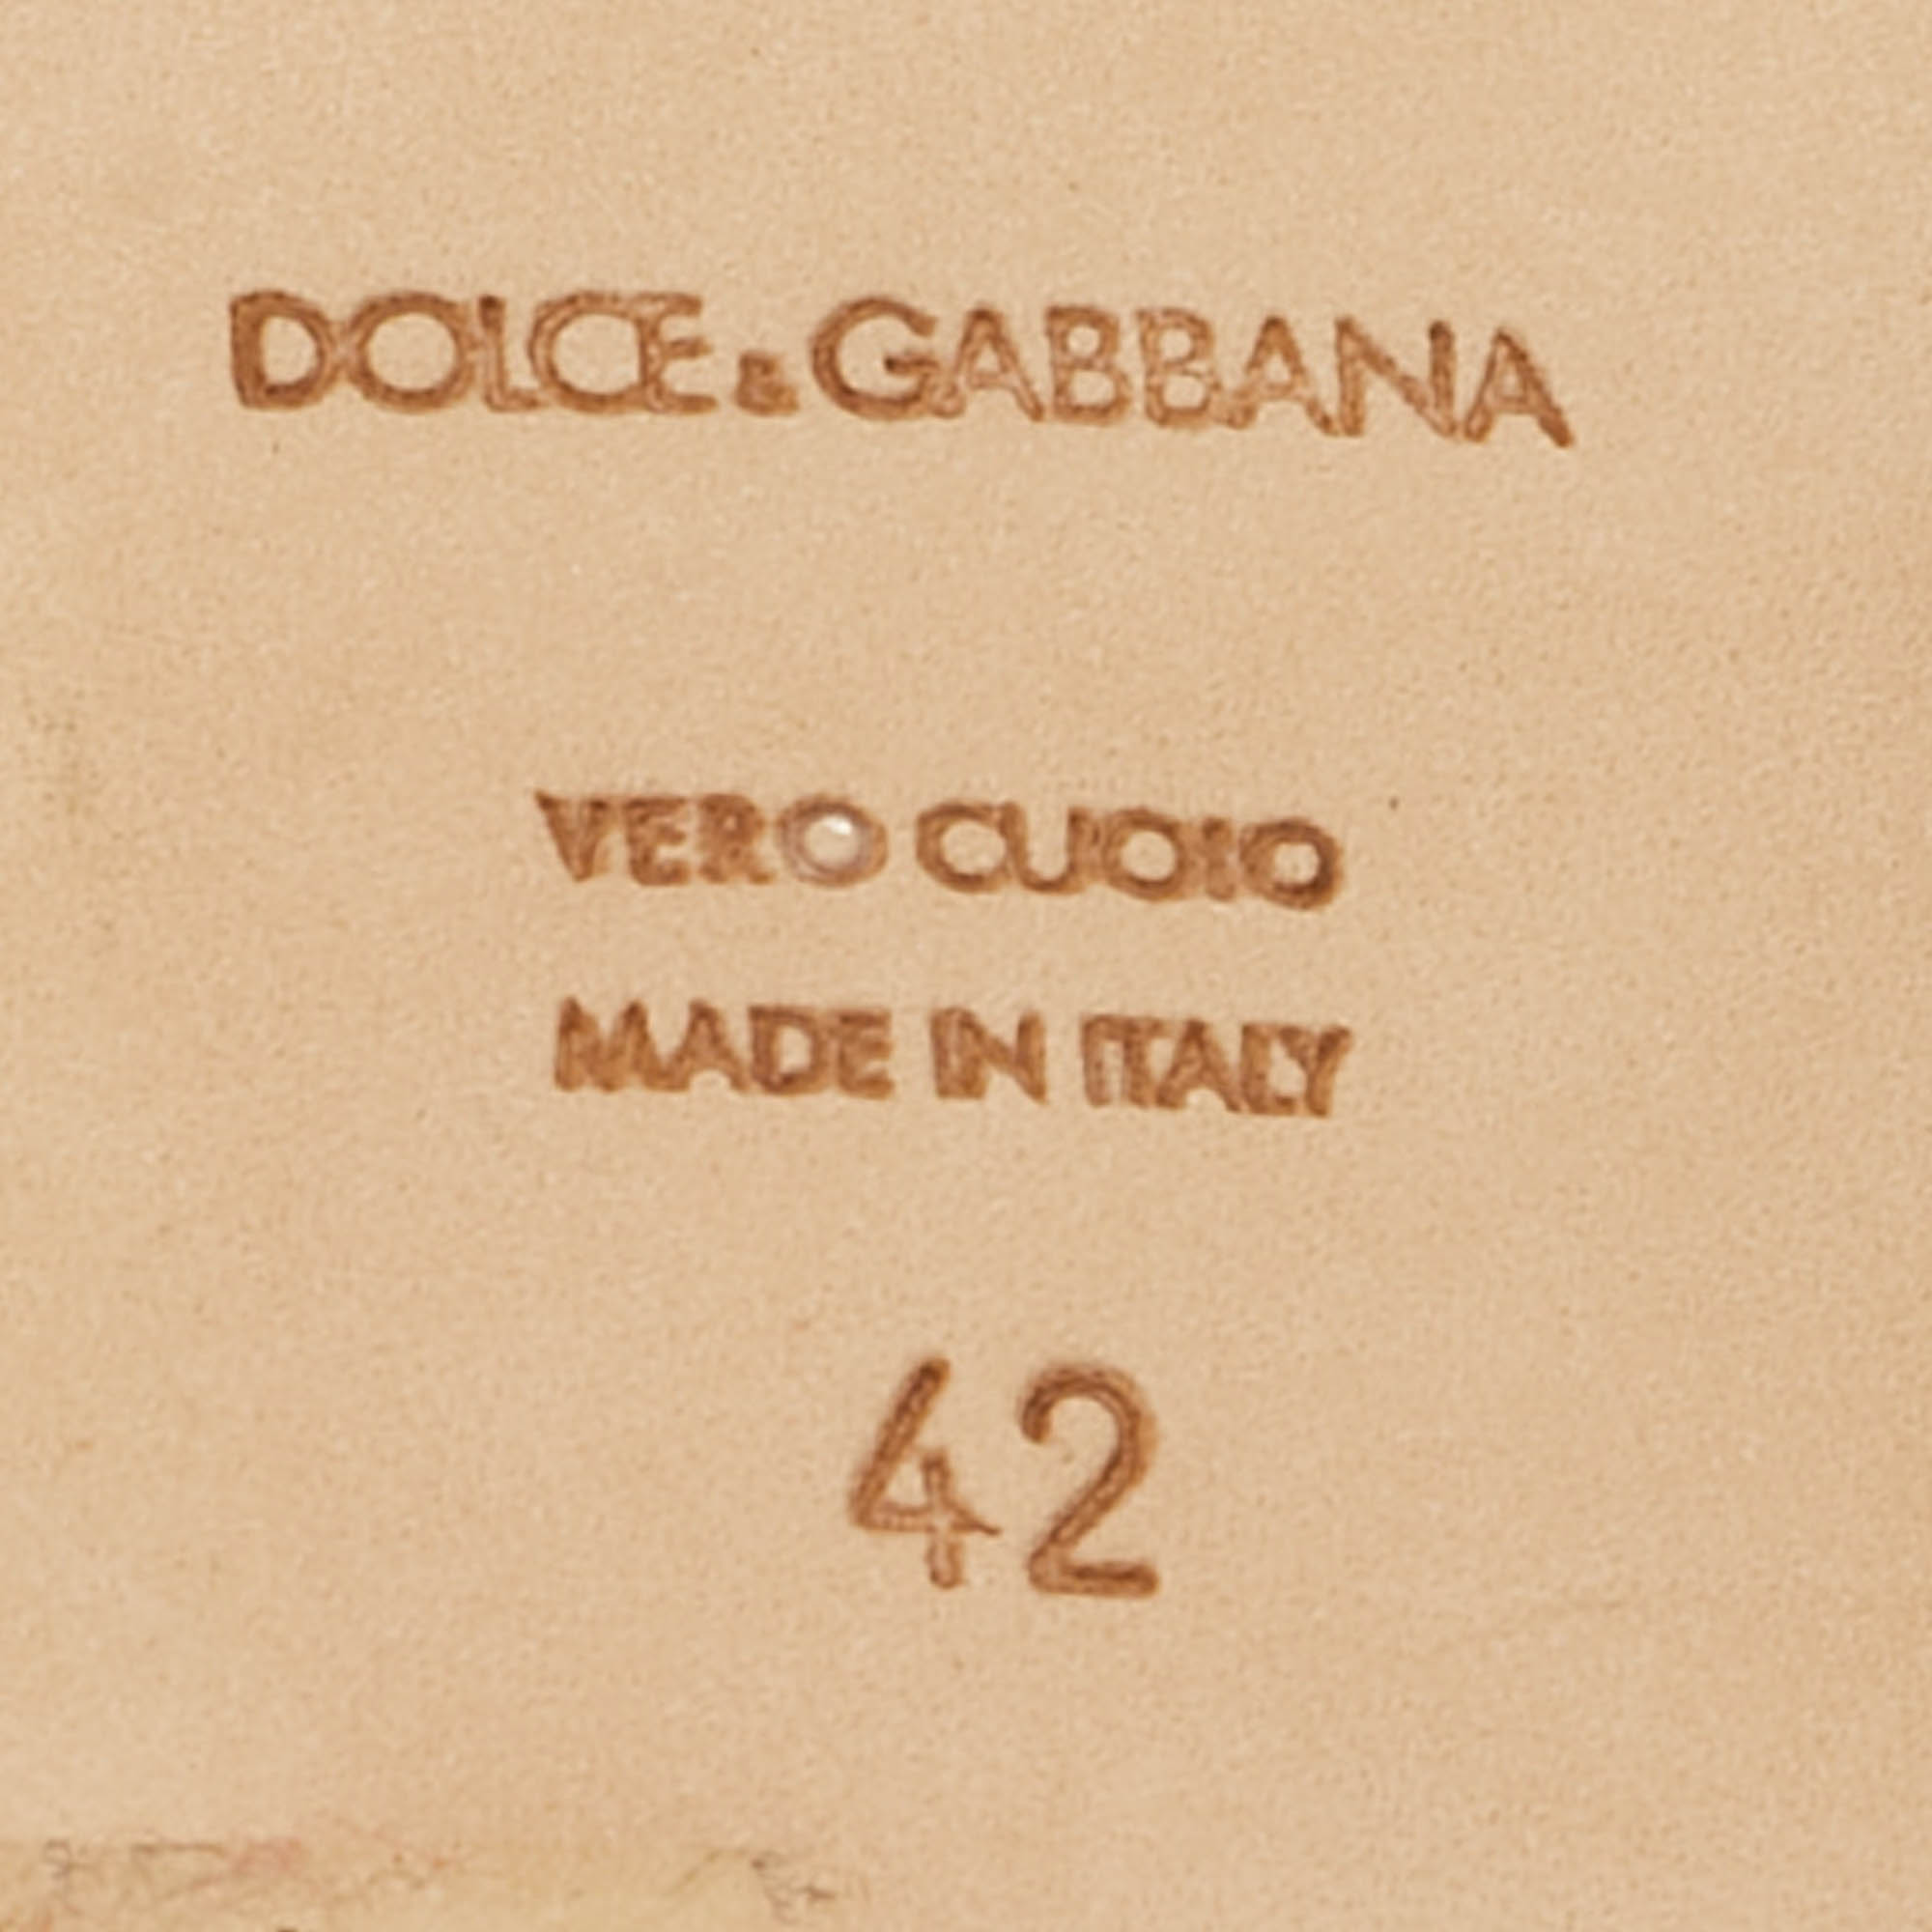 DOLCE & GABBANA
VERO CUOIO
MADE IN ITALY
42